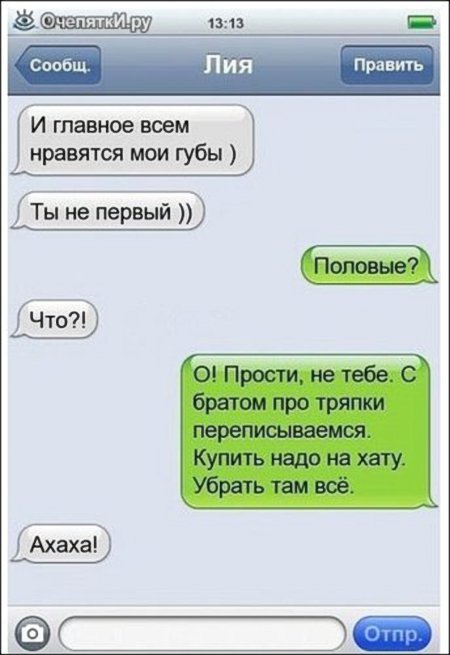 ОчепяткИ.ру
13:13
Сообщ.
Лия
Править
И главное всем
нравятся мои губы )
Ты не первый ))
Половые?
Что?!
О! Прости, не тебе. С
братом про тряпки
переписываемся.
Купить надо на хату.
Убрать там всё.
Ахаха!
Отпр.